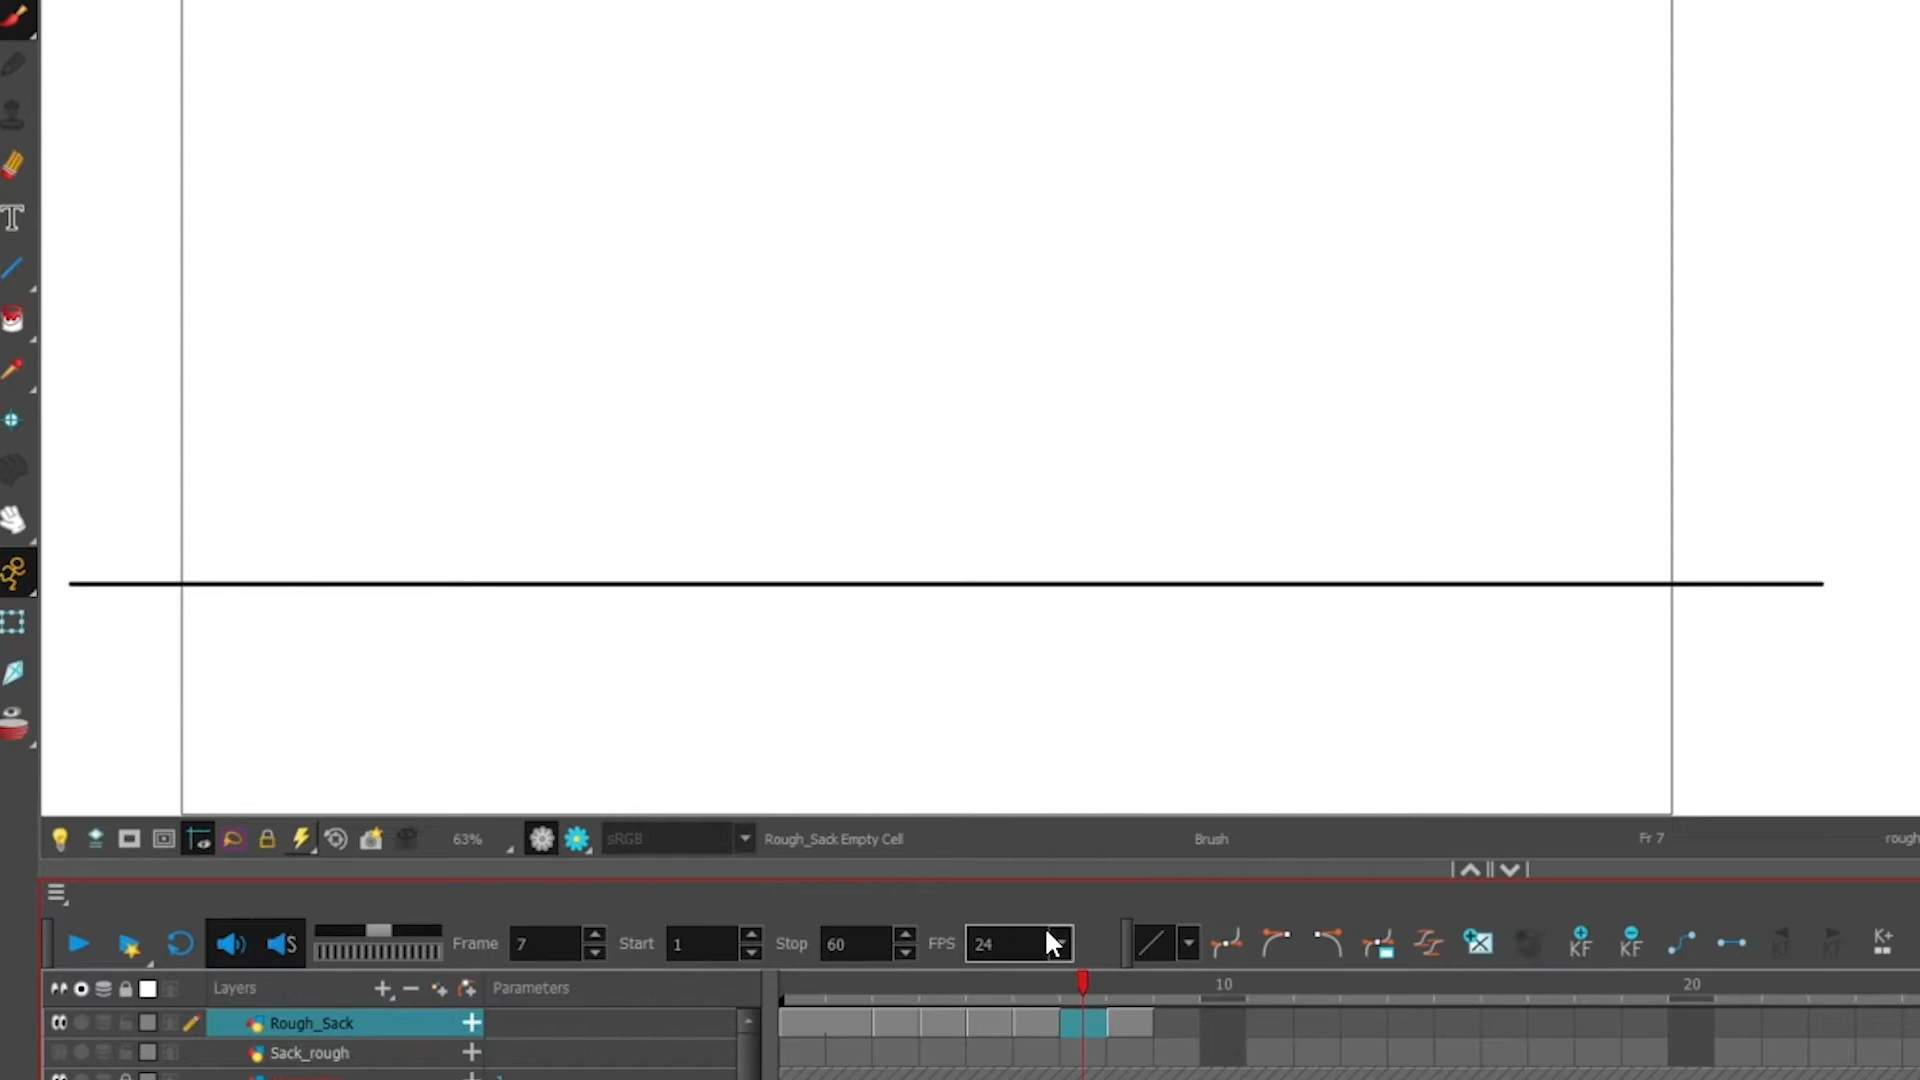 63%
sRGB
Rough_Sack Empty Cell
Brush
Fr 7
rough
Frame 7 Start 1 Stop 60 FPS 24
KF KF K+
Layers Parameters 10 20
Rough_Sack
Sack_rough